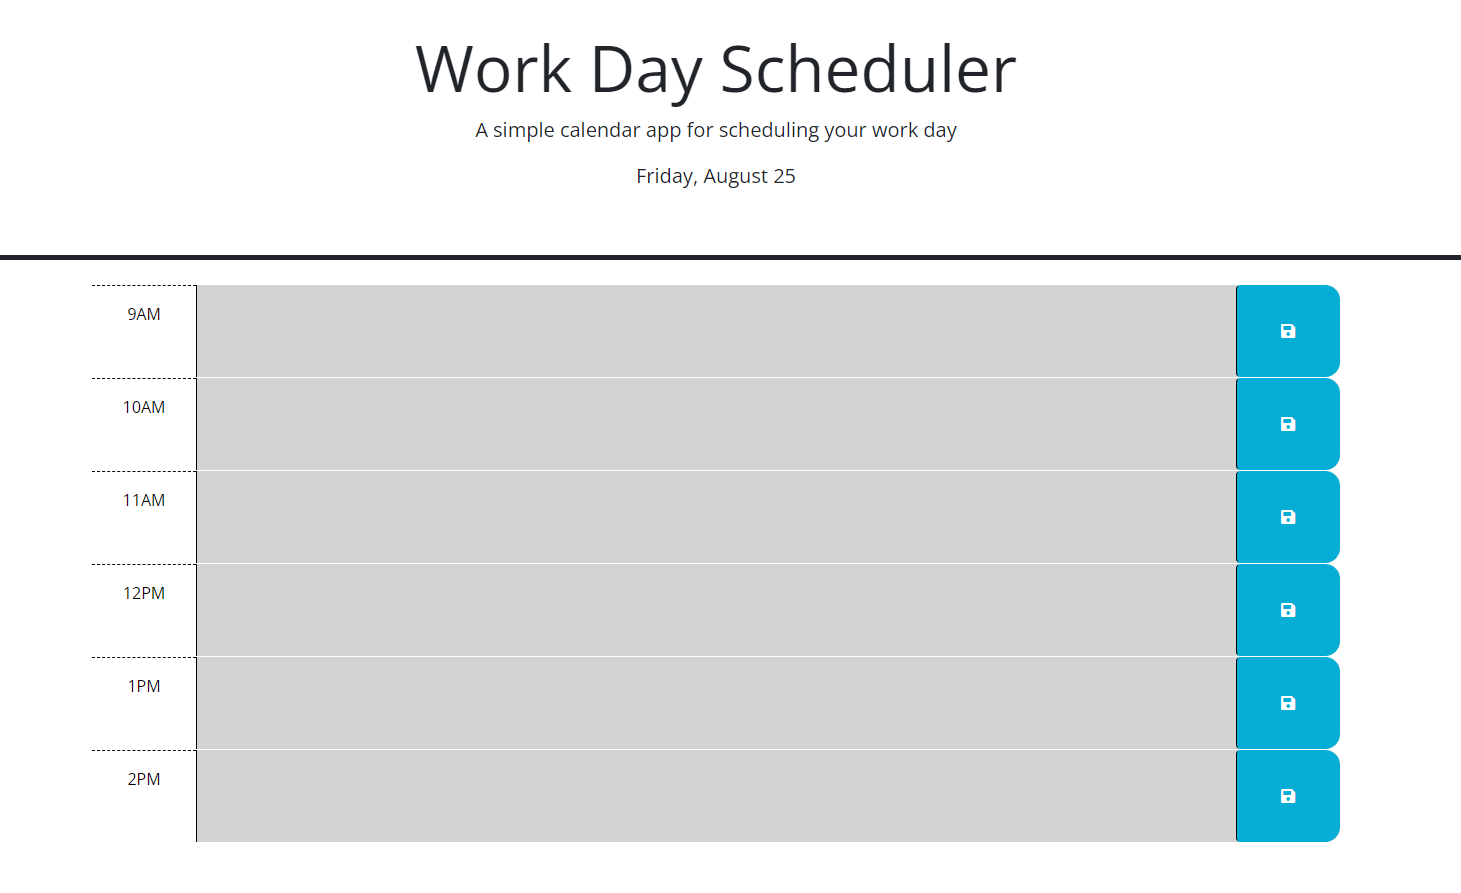 Work Day Scheduler
A simple calendar app for scheduling your work day
Friday, August 25
9AM
10AM
11AM
12PM
1PM
2PM